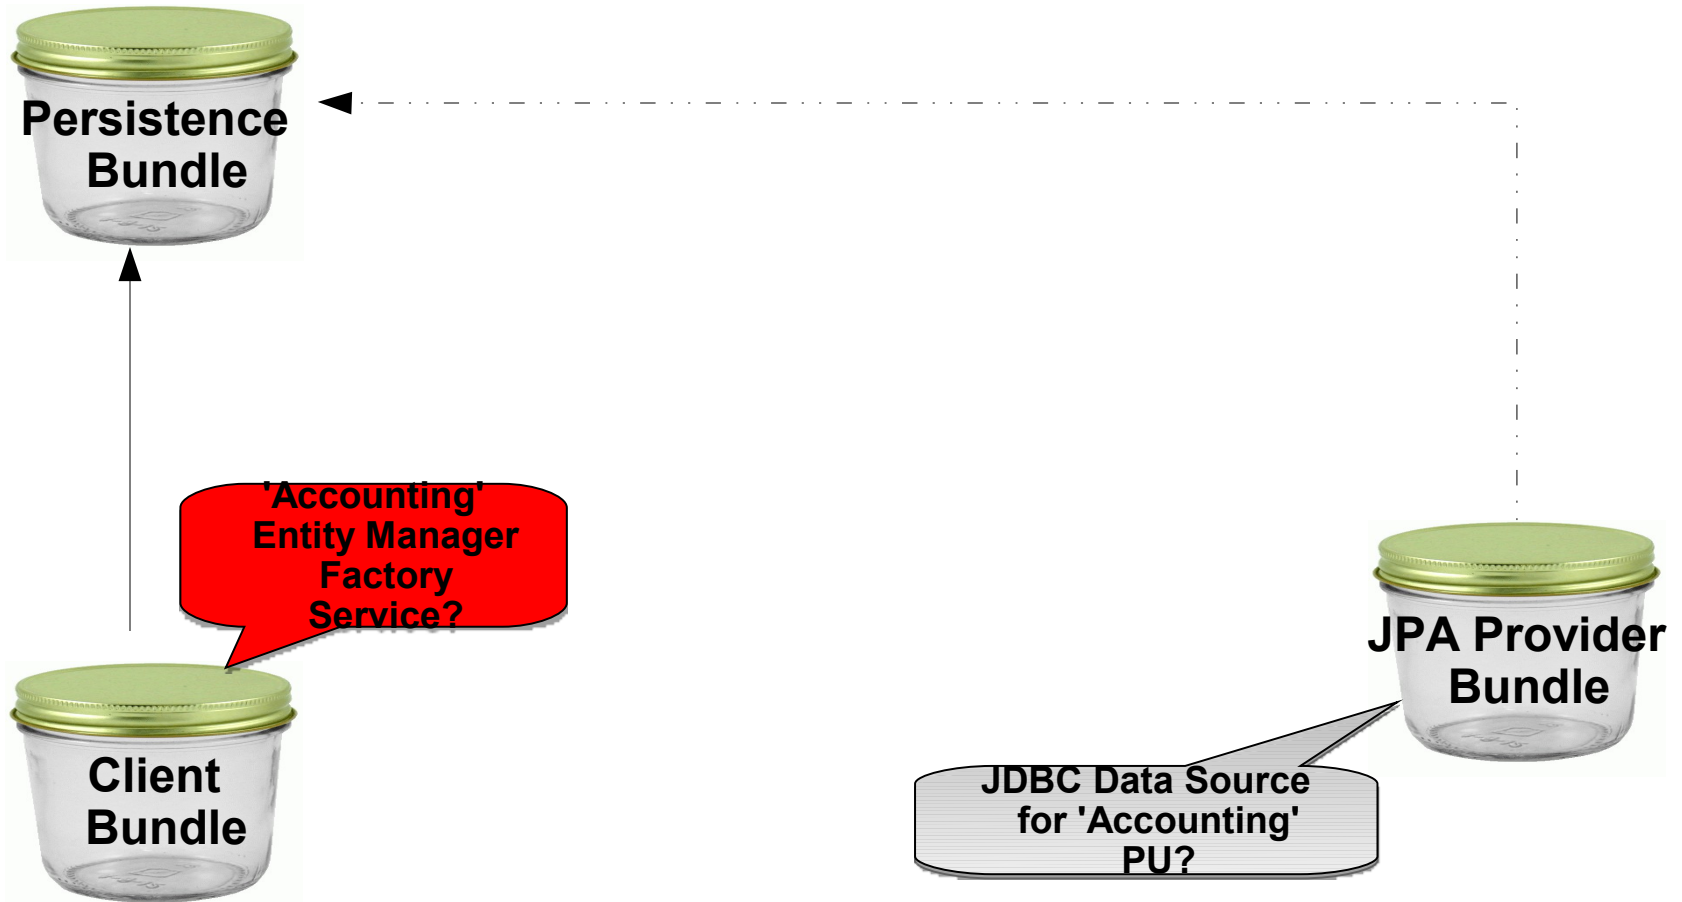 Persistence
Bundle
'Accounting'
Entity Manager
Factory
Service?
JPA Provider
Bundle
Client
Bundle
JDBC Data Source
for 'Accounting'
PU?